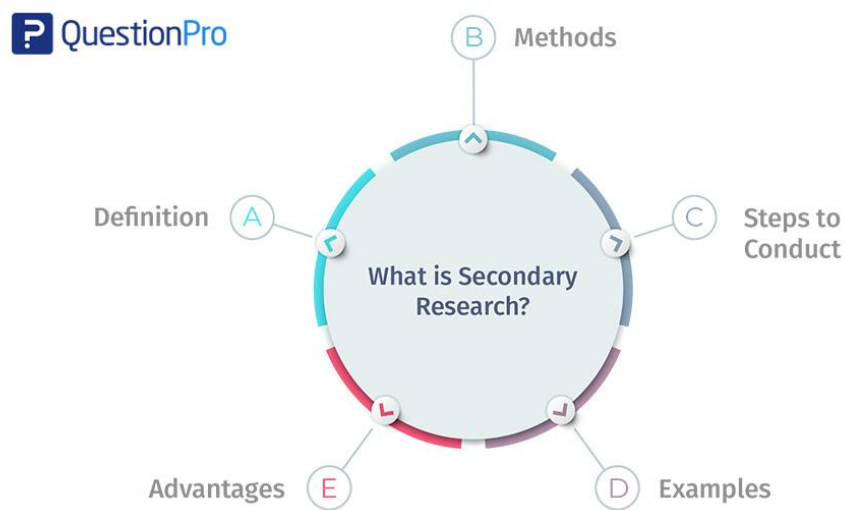 QuestionPro
B Methods
Definition A
C Steps to
Conduct
What is Secondary
Research?
Advantages E
D Examples